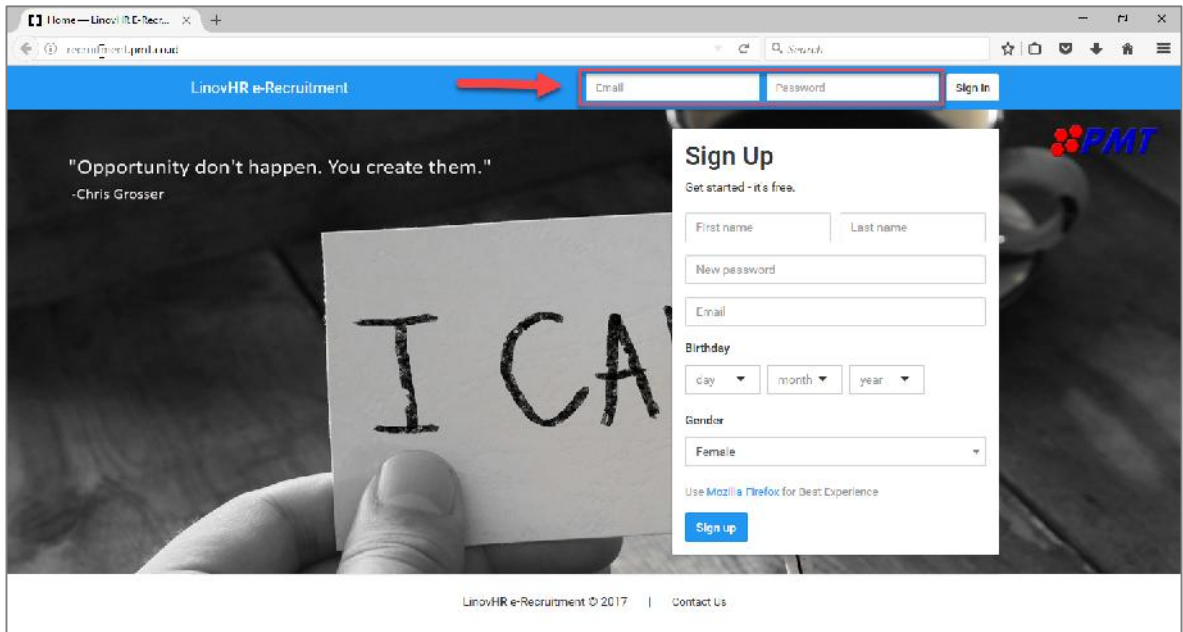 Home — LinovHR E-Recr...
Search
LinovHR e-Recruitment
Email
Password
Sign In
PMT
"Opportunity don't happen. You create them."
-Chris Grosser
I CA
Sign Up
Get started - it's free.
First name
Last name
New password
Email
Birthday
day
month
year
Gender
Female
Use Mozilla Firefox for Best Experience
Sign up
LinovHR e-Recruitment © 2017 | Contact Us